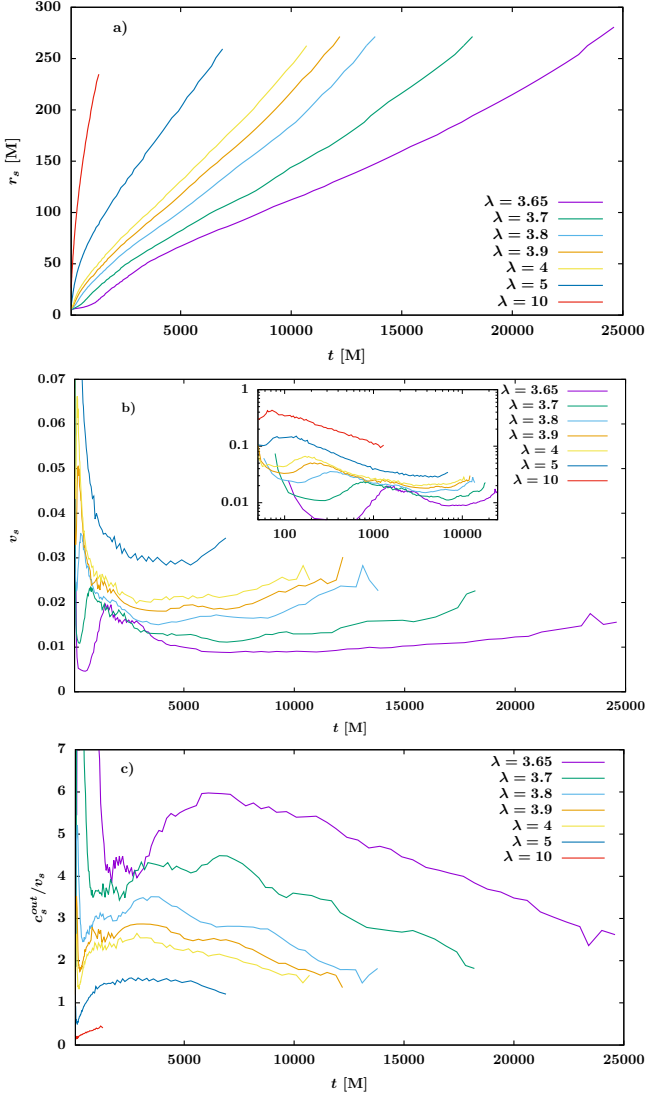 a)
300
250
200
150
100
50
0
r_s [M]
λ = 3.65
λ = 3.7
λ = 3.8
λ = 3.9
λ = 4
λ = 5
λ = 10
5000 10000 15000 20000 25000
t [M]
b)
0.07
0.06
0.05
0.04
0.03
0.02
0.01
0
v_s
1
0.1
0.01
100 1000 10000
λ = 3.65
λ = 3.7
λ = 3.8
λ = 3.9
λ = 4
λ = 5
λ = 10
5000 10000 15000 20000 25000
t [M]
c)
7
6
5
4
3
2
1
0
c_s^{out}/v_s
λ = 3.65
λ = 3.7
λ = 3.8
λ = 3.9
λ = 4
λ = 5
λ = 10
5000 10000 15000 20000 25000
t [M]